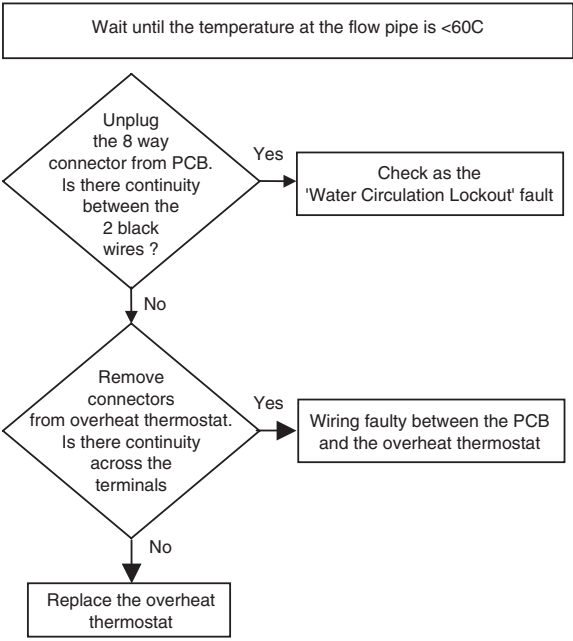 Wait until the temperature at the flow pipe is <60C
Unplug
the 8 way
connector from PCB.
Is there continuity
between the
2 black
wires ?
Yes
Check as the
'Water Circulation Lockout' fault
No
Remove
connectors
from overheat thermostat.
Is there continuity
across the
terminals
Yes
Wiring faulty between the PCB
and the overheat thermostat
No
Replace the overheat
thermostat